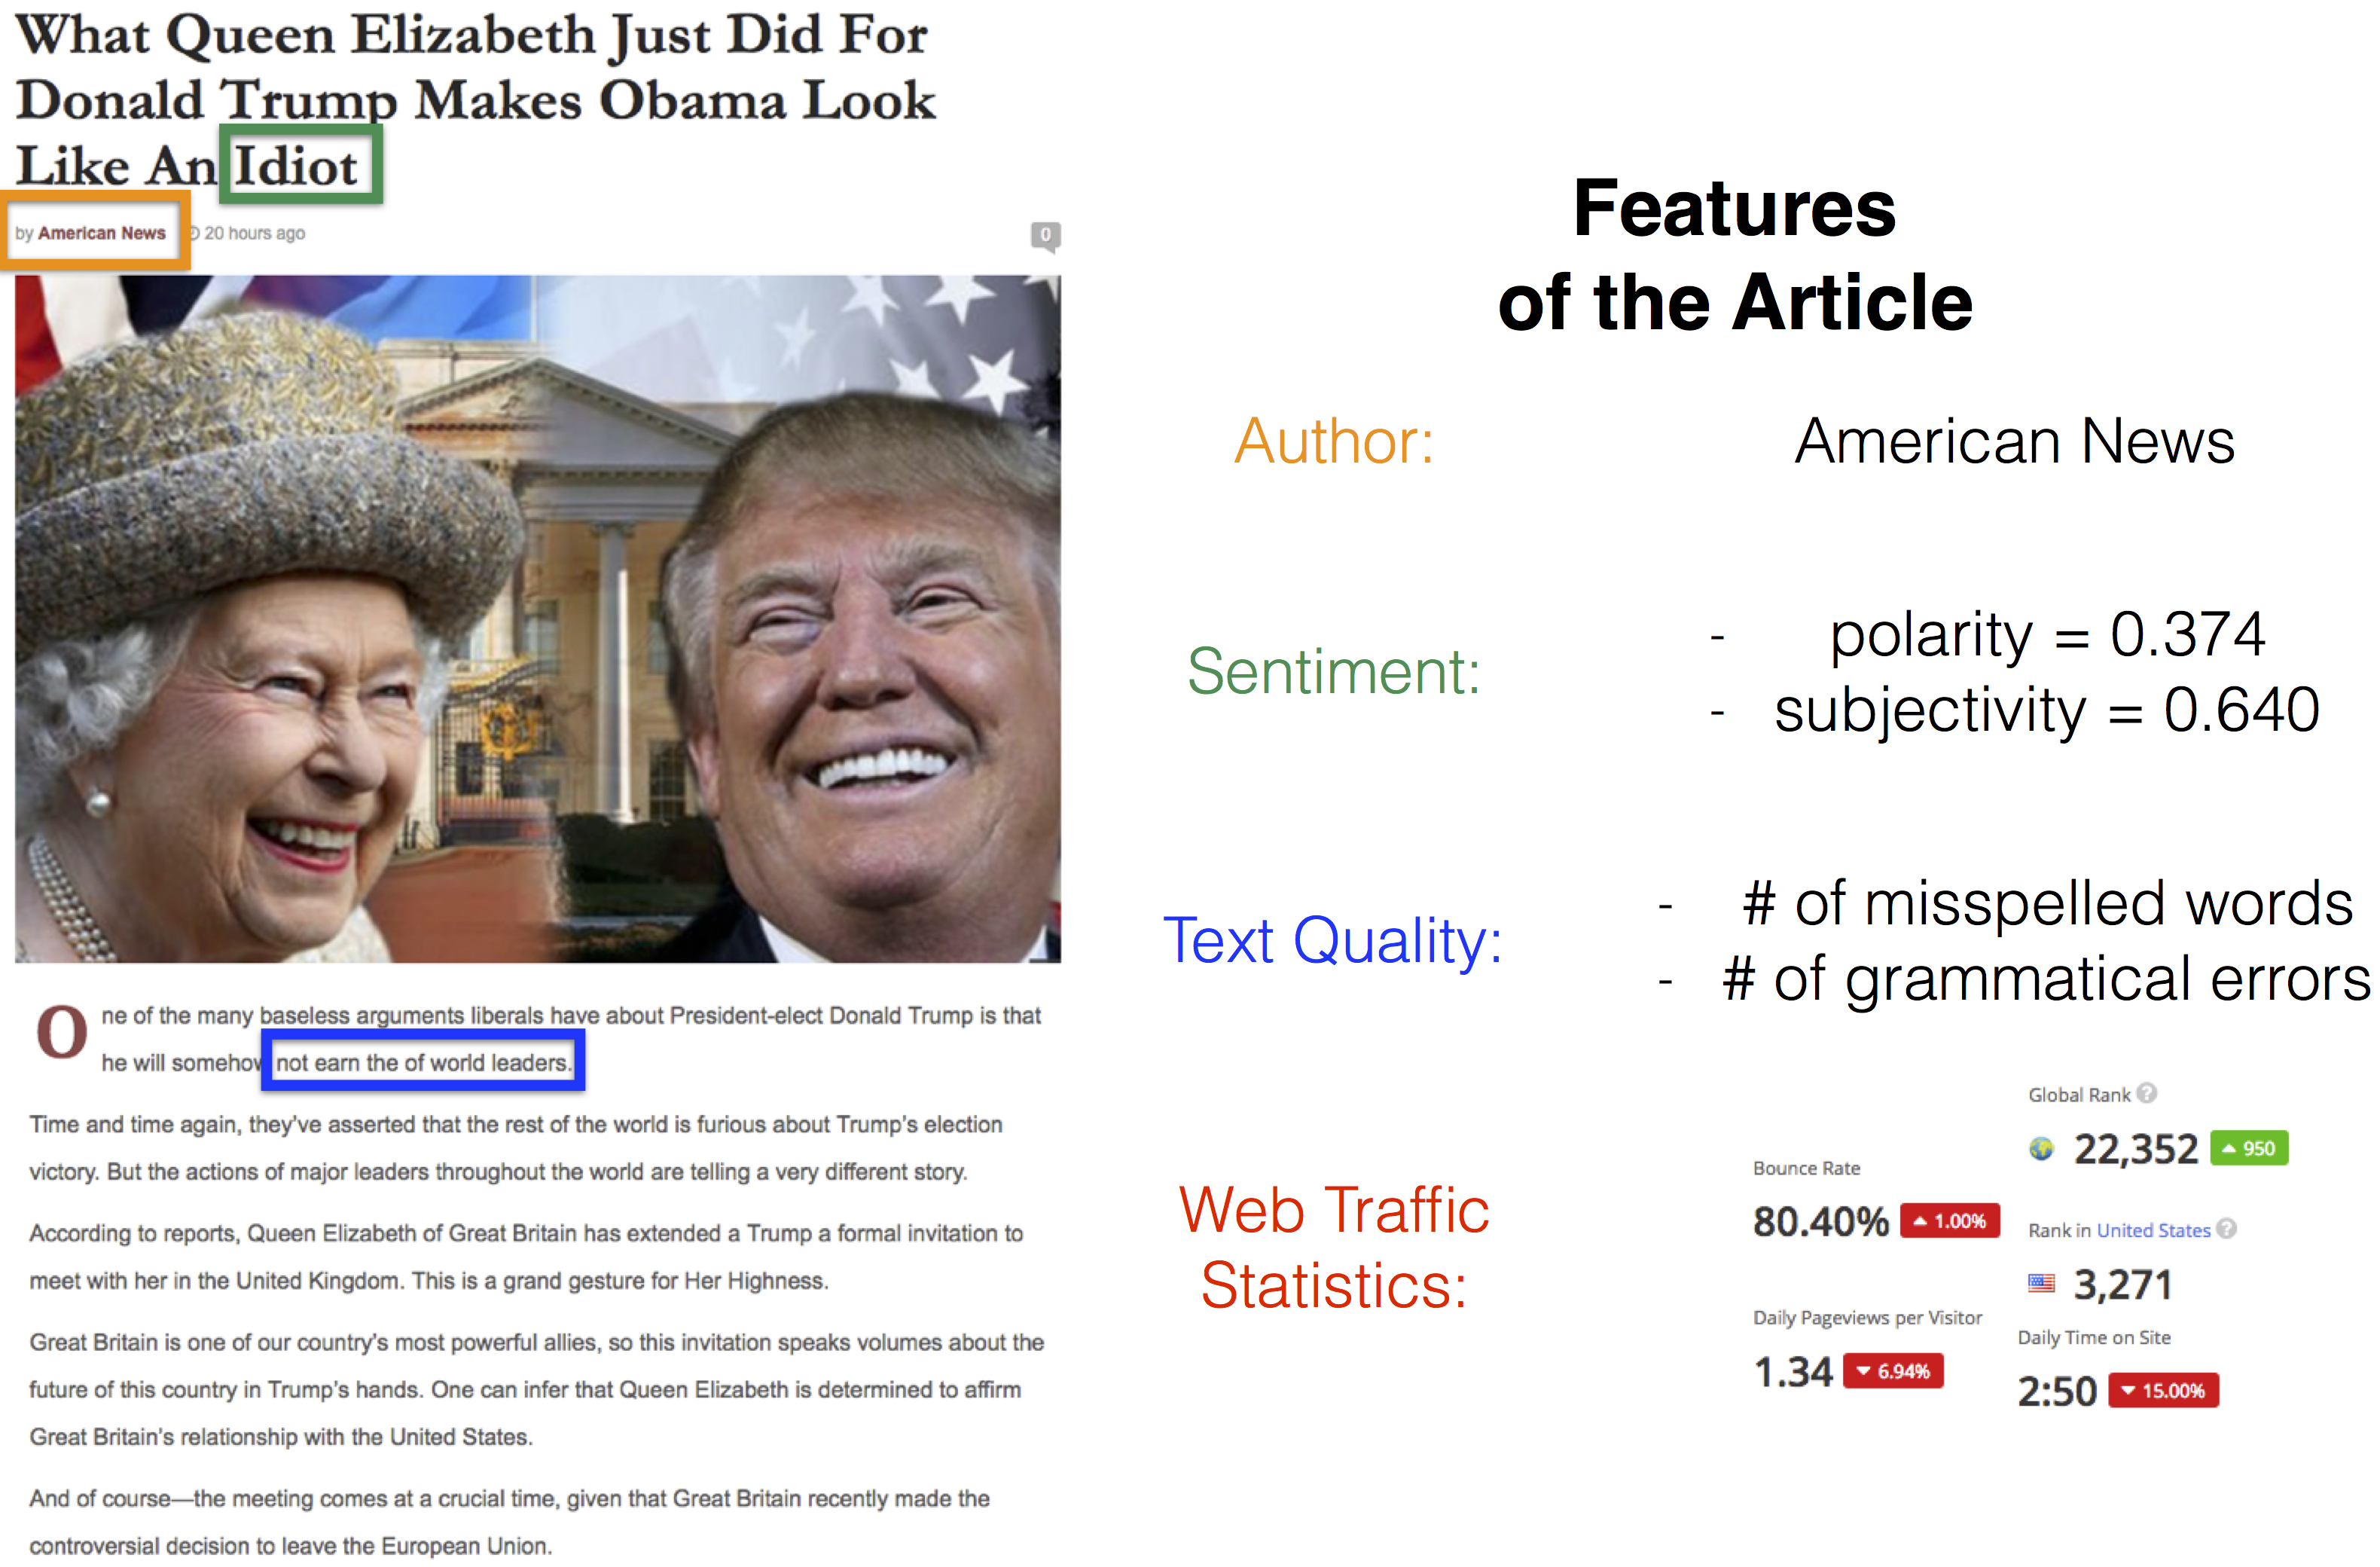 What Queen Elizabeth Just Did For
Donald Trump Makes Obama Look
Like An Idiot
by American News 20 hours ago
0
One of the many baseless arguments liberals have about President-elect Donald Trump is that
he will somehow not earn the of world leaders.
Time and time again, they've asserted that the rest of the world is furious about Trump's election
victory. But the actions of major leaders throughout the world are telling a very different story.
According to reports, Queen Elizabeth of Great Britain has extended a Trump a formal invitation to
meet with her in the United Kingdom. This is a grand gesture for Her Highness.
Great Britain is one of our country's most powerful allies, so this invitation speaks volumes about the
future of this country in Trump's hands. One can infer that Queen Elizabeth is determined to affirm
Great Britain's relationship with the United States.
And of course—the meeting comes at a crucial time, given that Great Britain recently made the
controversial decision to leave the European Union.
Features
of the Article
Author: American News
Sentiment:
- polarity = 0.374
- subjectivity = 0.640
Text Quality:
- # of misspelled words
- # of grammatical errors
Web Traffic
Statistics:
Bounce Rate
80.40% 1.00%
Daily Pageviews per Visitor
1.34 6.94%
Global Rank ?
22,352 950
Rank in United States ?
3,271
Daily Time on Site
2:50 15.00%